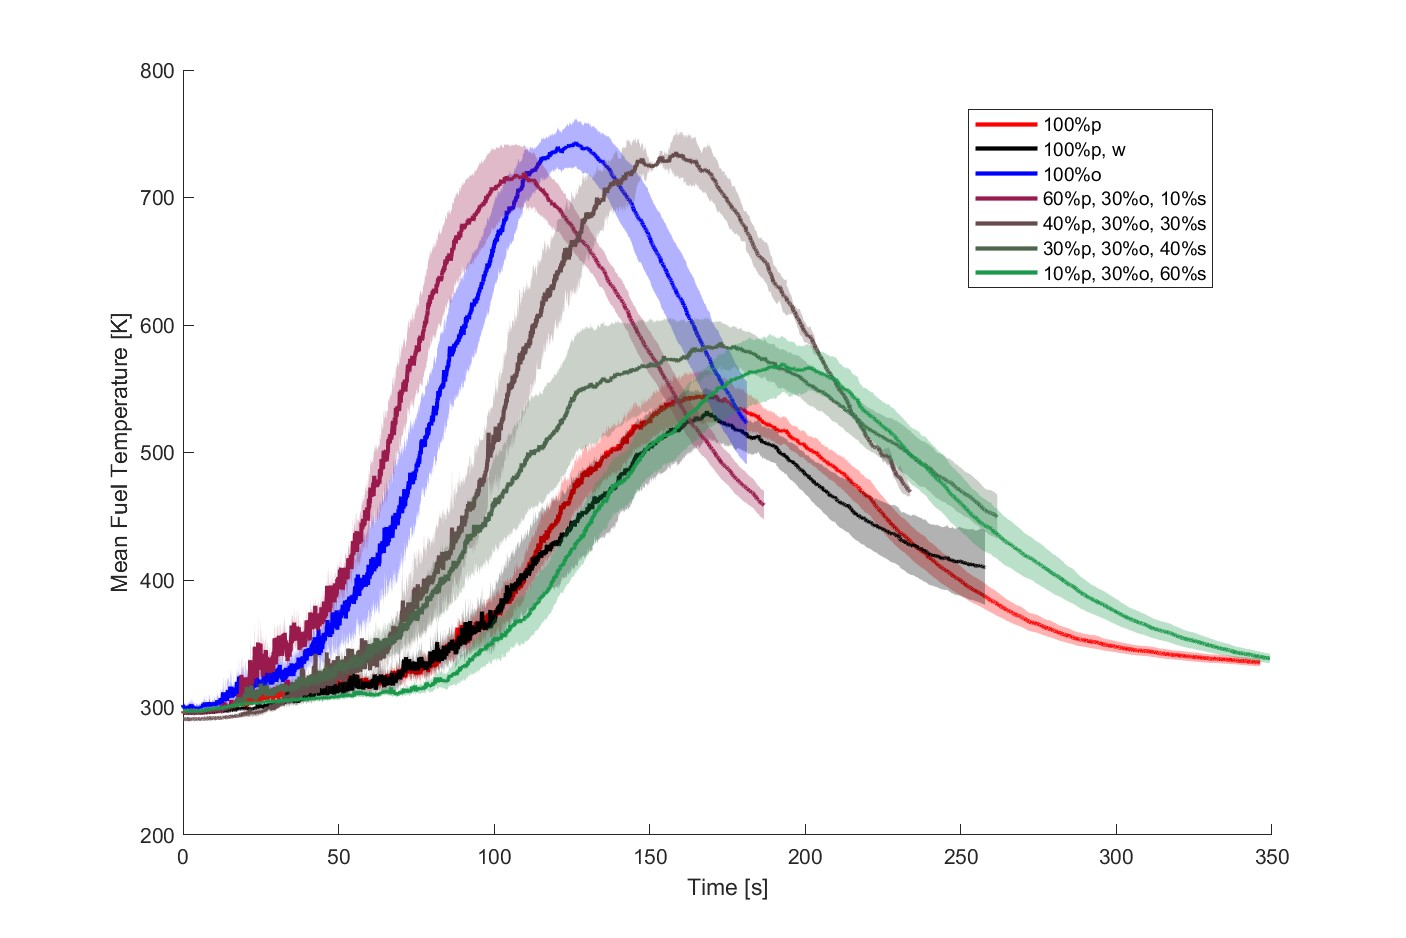 800
700
600
500
400
300
200
0
50
100
150
200
250
300
350
Mean Fuel Temperature [K]
Time [s]
100%p
100%p, w
100%o
60%p, 30%o, 10%s
40%p, 30%o, 30%s
30%p, 30%o, 40%s
10%p, 30%o, 60%s